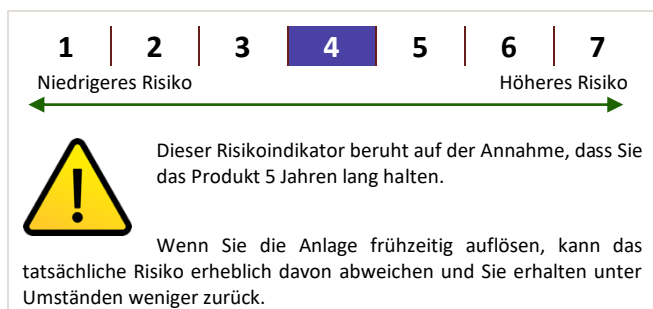 1 2 3 4 5 6 7
Niedrigeres Risiko Höheres Risiko
Dieser Risikoindikator beruht auf der Annahme, dass Sie
das Produkt 5 Jahren lang halten.
Wenn Sie die Anlage frühzeitig auflösen, kann das
tatsächliche Risiko erheblich davon abweichen und Sie erhalten unter
Umständen weniger zurück.